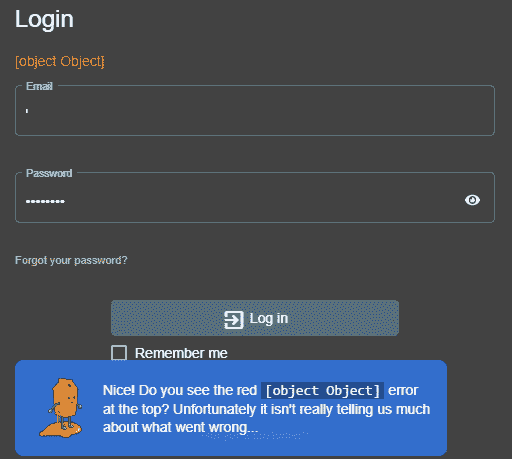 Login
[object Object]
Email
'
Password
••••••••
Forgot your password?
Log in
Remember me
Nice! Do you see the red [object Object] error
at the top? Unfortunately it isn't really telling us much
about what went wrong...